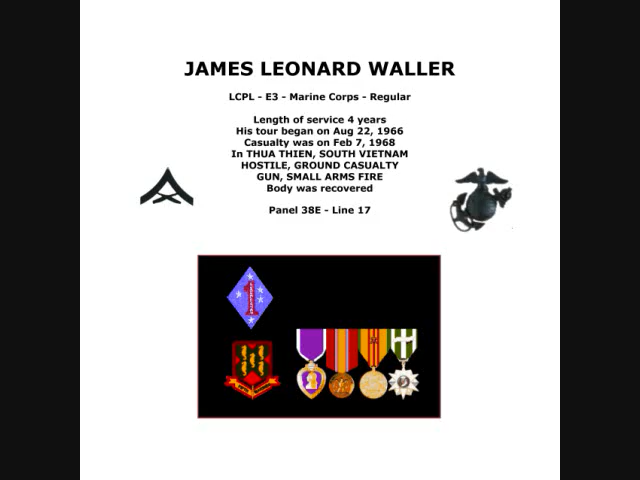 JAMES LEONARD WALLER
LCPL - E3 - Marine Corps - Regular
Length of service 4 years
His tour began on Aug 22, 1966
Casualty was on Feb 7, 1968
In THUA THIEN, SOUTH VIETNAM
HOSTILE, GROUND CASUALTY
GUN, SMALL ARMS FIRE
Body was recovered
Panel 38E - Line 17
1